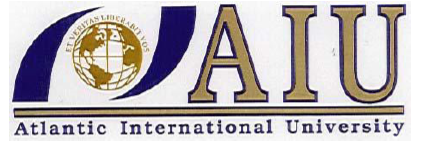 ET VERITAS LIBERABIT VOS
AIU
Atlantic International University